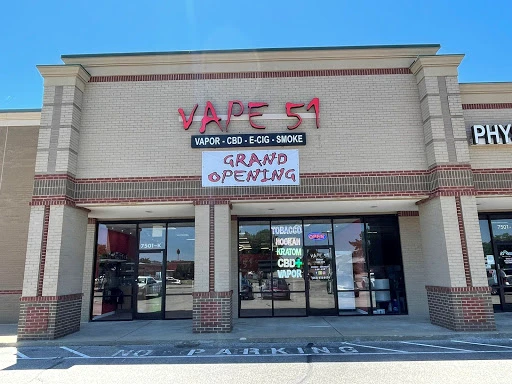 VAPE 51
VAPOR - CBD - E-CIG - SMOKE
GRAND
OPENING
PHY
7501-K
TOBACCO
HOOKAH
KRATOM
CBD+
VAPOR
OPEN
NO PARKING